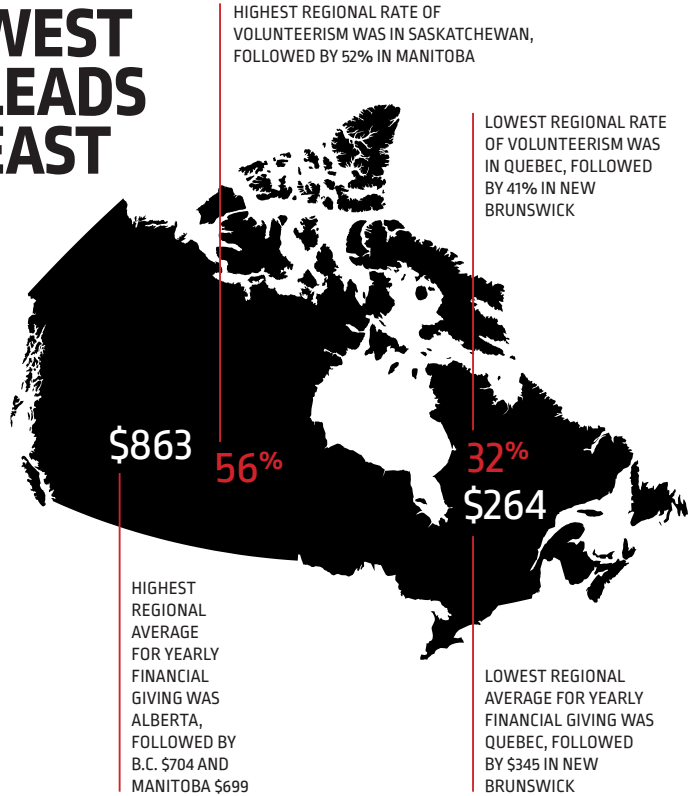 WEST
LEADS
EAST
HIGHEST REGIONAL RATE OF
VOLUNTEERISM WAS IN SASKATCHEWAN,
FOLLOWED BY 52% IN MANITOBA
LOWEST REGIONAL RATE
OF VOLUNTEERISM WAS
IN QUEBEC, FOLLOWED
BY 41% IN NEW
BRUNSWICK
$863
56%
32%
$264
HIGHEST
REGIONAL
AVERAGE
FOR YEARLY
FINANCIAL
GIVING WAS
ALBERTA,
FOLLOWED BY
B.C. $704 AND
MANITOBA $699
LOWEST REGIONAL
AVERAGE FOR YEARLY
FINANCIAL GIVING WAS
QUEBEC, FOLLOWED
BY $345 IN NEW
BRUNSWICK